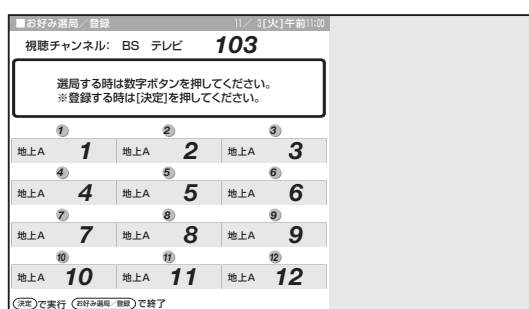 ■お好み選局／登録 11／ 3[火]午前11:00
視聴チャンネル: BS テレビ 103
選局する時は数字ボタンを押してください。
※登録する時は[決定]を押してください。
1 2 3
地上A 1 地上A 2 地上A 3
4 5 6
地上A 4 地上A 5 地上A 6
7 8 9
地上A 7 地上A 8 地上A 9
10 11 12
地上A 10 地上A 11 地上A 12
決定で実行 お好み選局／登録で終了